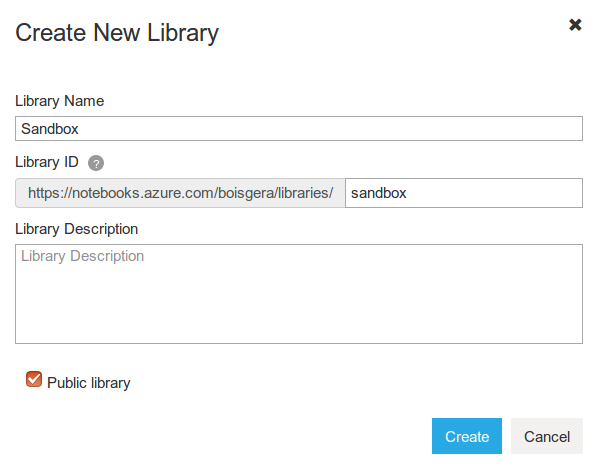 Create New Library
Library Name
Sandbox
Library ID ?
https://notebooks.azure.com/boisgera/libraries/ sandbox
Library Description
Library Description
Public library
Create Cancel